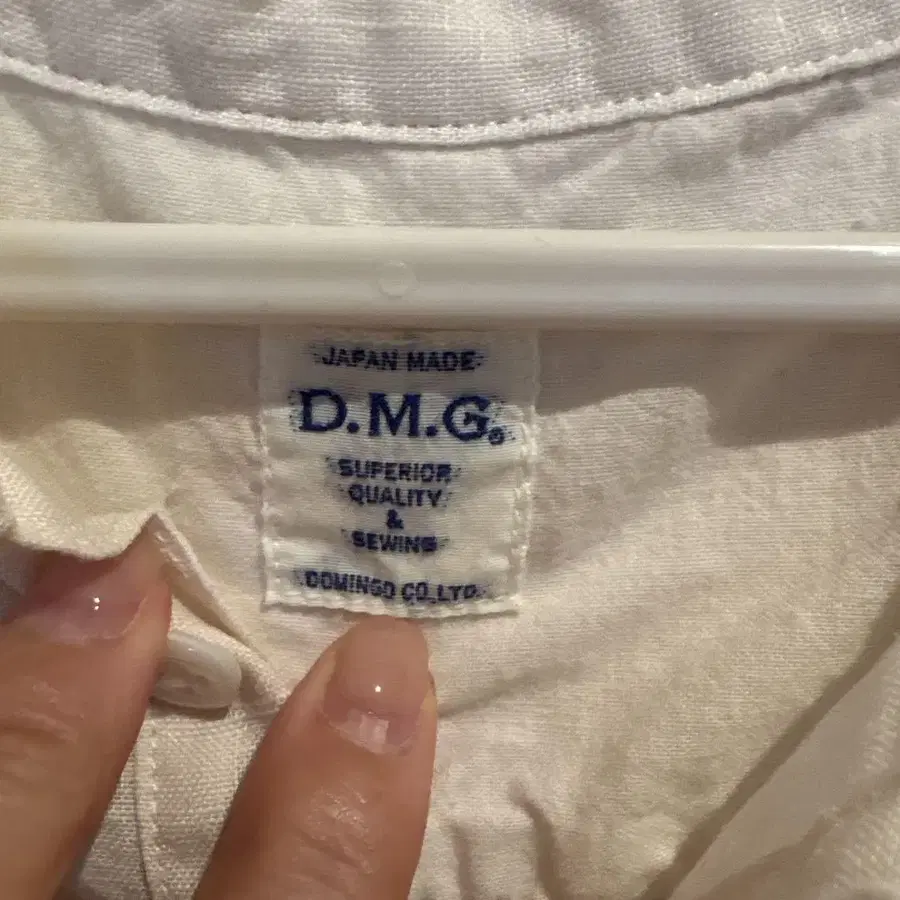 JAPAN MADE
D.M.G.
SUPERIOR
QUALITY
&
SEWING
DOMINGO CO.,LTD.